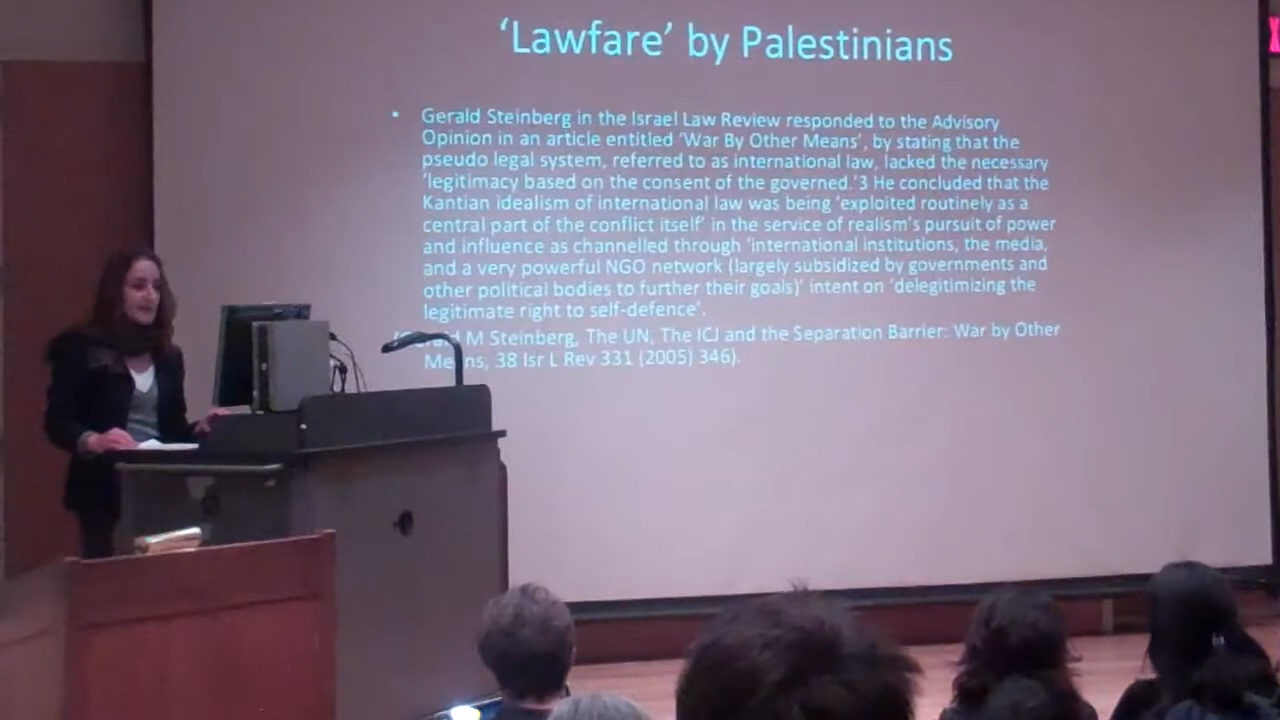 ‘Lawfare’ by Palestinians
• Gerald Steinberg in the Israel Law Review responded to the Advisory
Opinion in an article entitled ‘War By Other Means’, by stating that the
pseudo legal system, referred to as international law, lacked the necessary
‘legitimacy based on the consent of the governed.’3 He concluded that the
Kantian idealism of international law was being ‘exploited routinely as a
central part of the conflict itself’ in the service of realism’s pursuit of power
and influence as channelled through ‘international institutions, the media,
and a very powerful NGO network (largely subsidized by governments and
other political bodies to further their goals)’ intent on ‘delegitimizing the
legitimate right to self-defence’.
M Steinberg, The UN, The ICJ and the Separation Barrier: War by Other
Means, 38 Isr L Rev 331 (2005) 346).